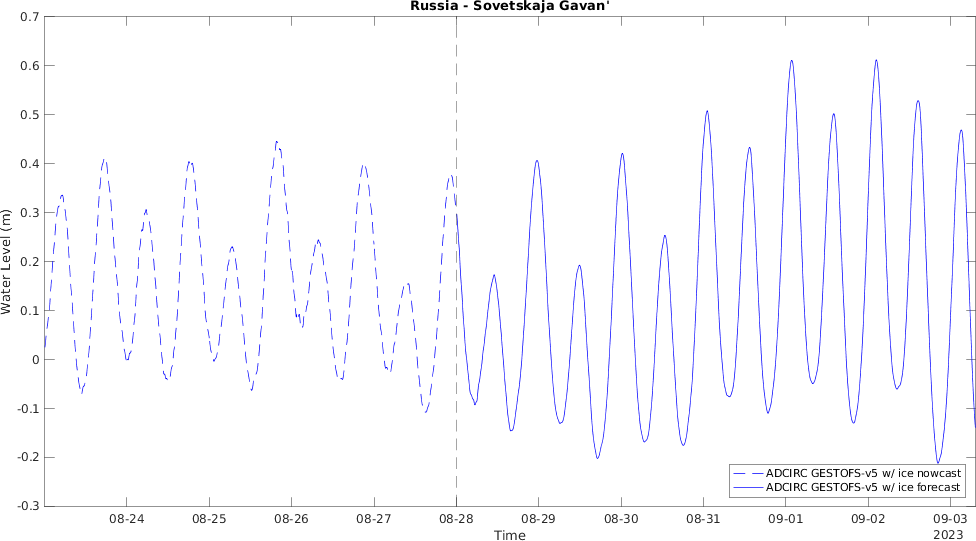 Russia - Sovetskaja Gavan'
Water Level (m)
0.7
0.6
0.5
0.4
0.3
0.2
0.1
0
-0.1
-0.2
-0.3
ADCIRC GESTOFS-v5 w/ ice nowcast
ADCIRC GESTOFS-v5 w/ ice forecast
08-24 08-25 08-26 08-27 08-28 08-29 08-30 08-31 09-01 09-02 09-03
2023
Time